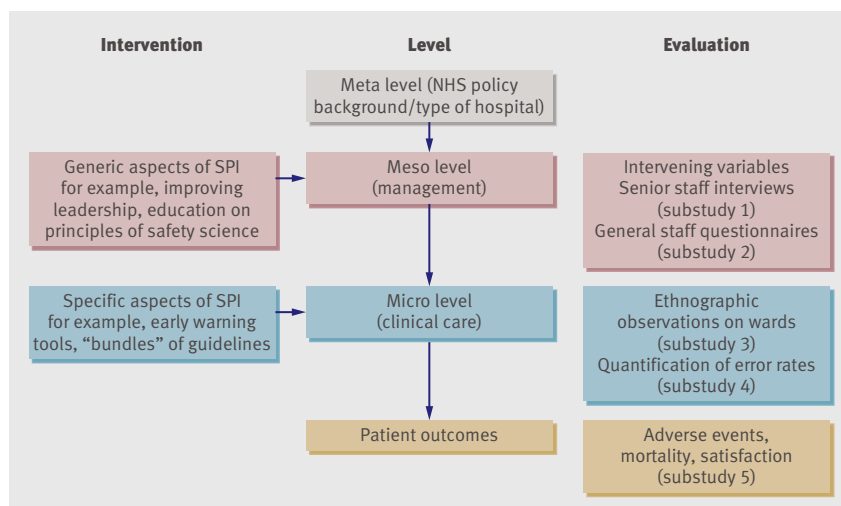 Intervention
Level
Evaluation
Meta level (NHS policy
background/type of hospital)
Generic aspects of SPI
for example, improving
leadership, education on
principles of safety science
Meso level
(management)
Intervening variables
Senior staff interviews
(substudy 1)
General staff questionnaires
(substudy 2)
Specific aspects of SPI
for example, early warning
tools, “bundles” of guidelines
Micro level
(clinical care)
Ethnographic
observations on wards
(substudy 3)
Quantification of error rates
(substudy 4)
Patient outcomes
Adverse events,
mortality, satisfaction
(substudy 5)